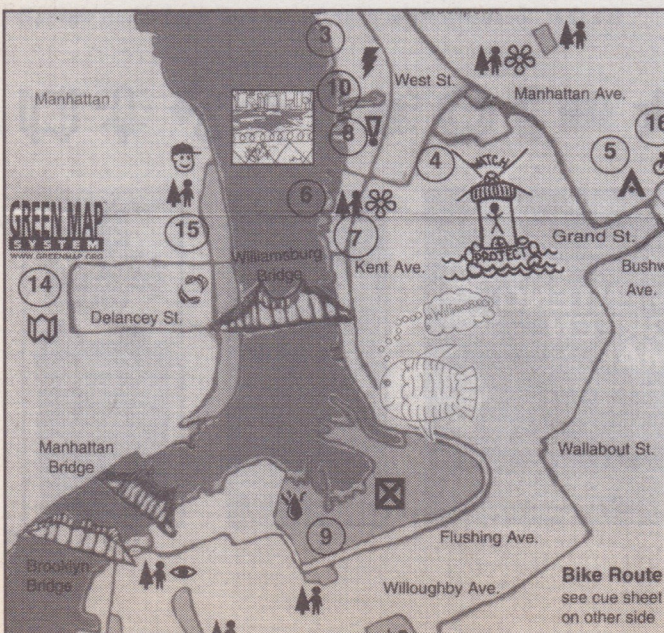 3
West St.
Manhattan
10
Manhattan Ave.
8
16
4
5
WATCH
PROJECT
6
GREEN MAP
SYSTEM
WWW.GREENMAP.ORG
15
7
Grand St.
Williamsburg
Bridge
Kent Ave.
14
Delancey St.
Williamsburg
Manhattan
Bridge
Wallabout St.
9
Flushing Ave.
Brooklyn
Bridge
Willoughby Ave.
Bike Route
see cue sheet
on other side
Bushw
Ave.